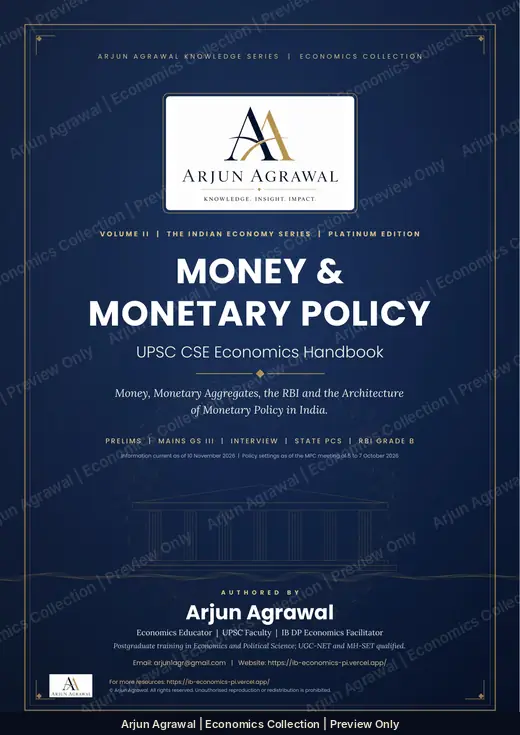 ARJUN AGRAWAL KNOWLEDGE SERIES | ECONOMICS COLLECTION
AA
ARJUN AGRAWAL
KNOWLEDGE. INSIGHT. IMPACT.
VOLUME II | THE INDIAN ECONOMY SERIES | PLATINUM EDITION
MONEY &
MONETARY POLICY
UPSC CSE Economics Handbook
Money, Monetary Aggregates, the RBI and the Architecture
of Monetary Policy in India.
PRELIMS | MAINS GS III | INTERVIEW | STATE PCS | RBI GRADE B
Information current as of 10 November 2026 | Policy settings as of the MPC meeting of 5 to 7 October 2026
AUTHORED BY
Arjun Agrawal
Economics Educator | UPSC Faculty | IB DP Economics Facilitator
Postgraduate training in Economics and Political Science; UGC-NET and MH-SET qualified.
Email: arjunlagr@gmail.com | Website: https://ib-economics-pi.vercel.app/
For more resources: https://ib-economics-pi.vercel.app/
© Arjun Agrawal. All rights reserved. Unauthorised reproduction or redistribution is prohibited.
Arjun Agrawal | Economics Collection | Preview Only